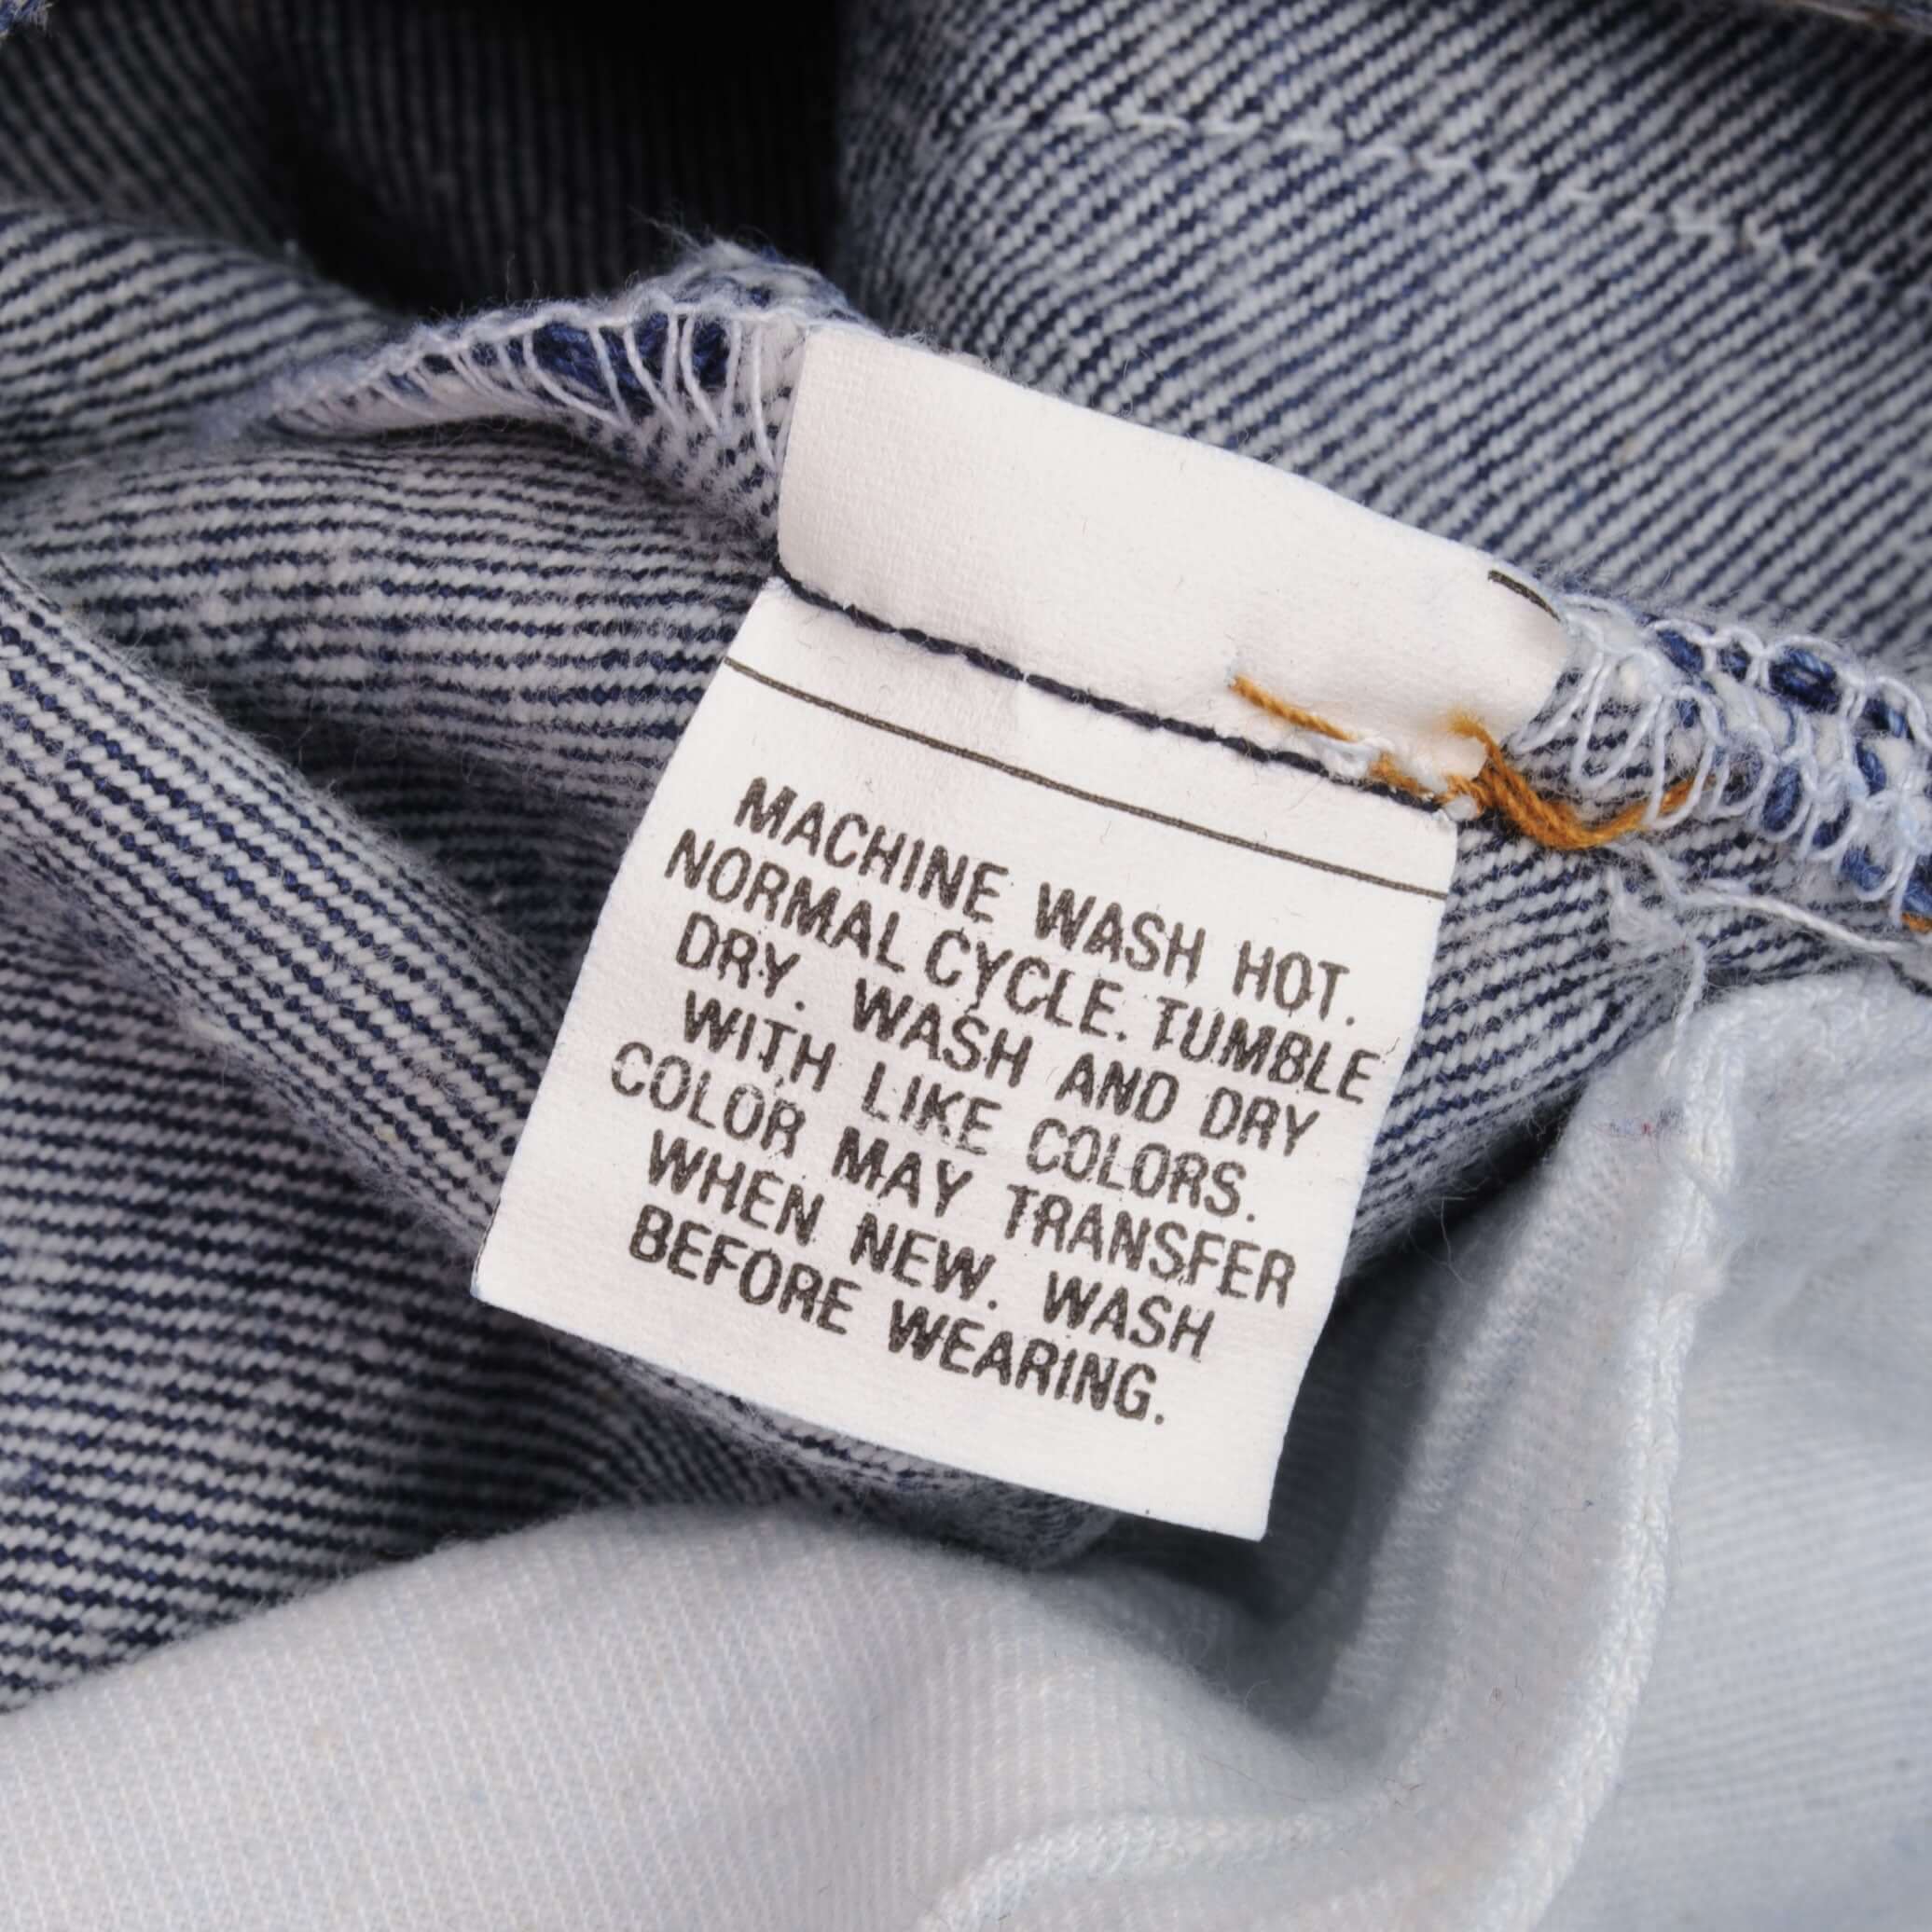 MACHINE WASH HOT.
NORMAL CYCLE. TUMBLE
DRY. WASH AND DRY
WITH LIKE COLORS.
COLOR MAY TRANSFER
WHEN NEW. WASH
BEFORE WEARING.